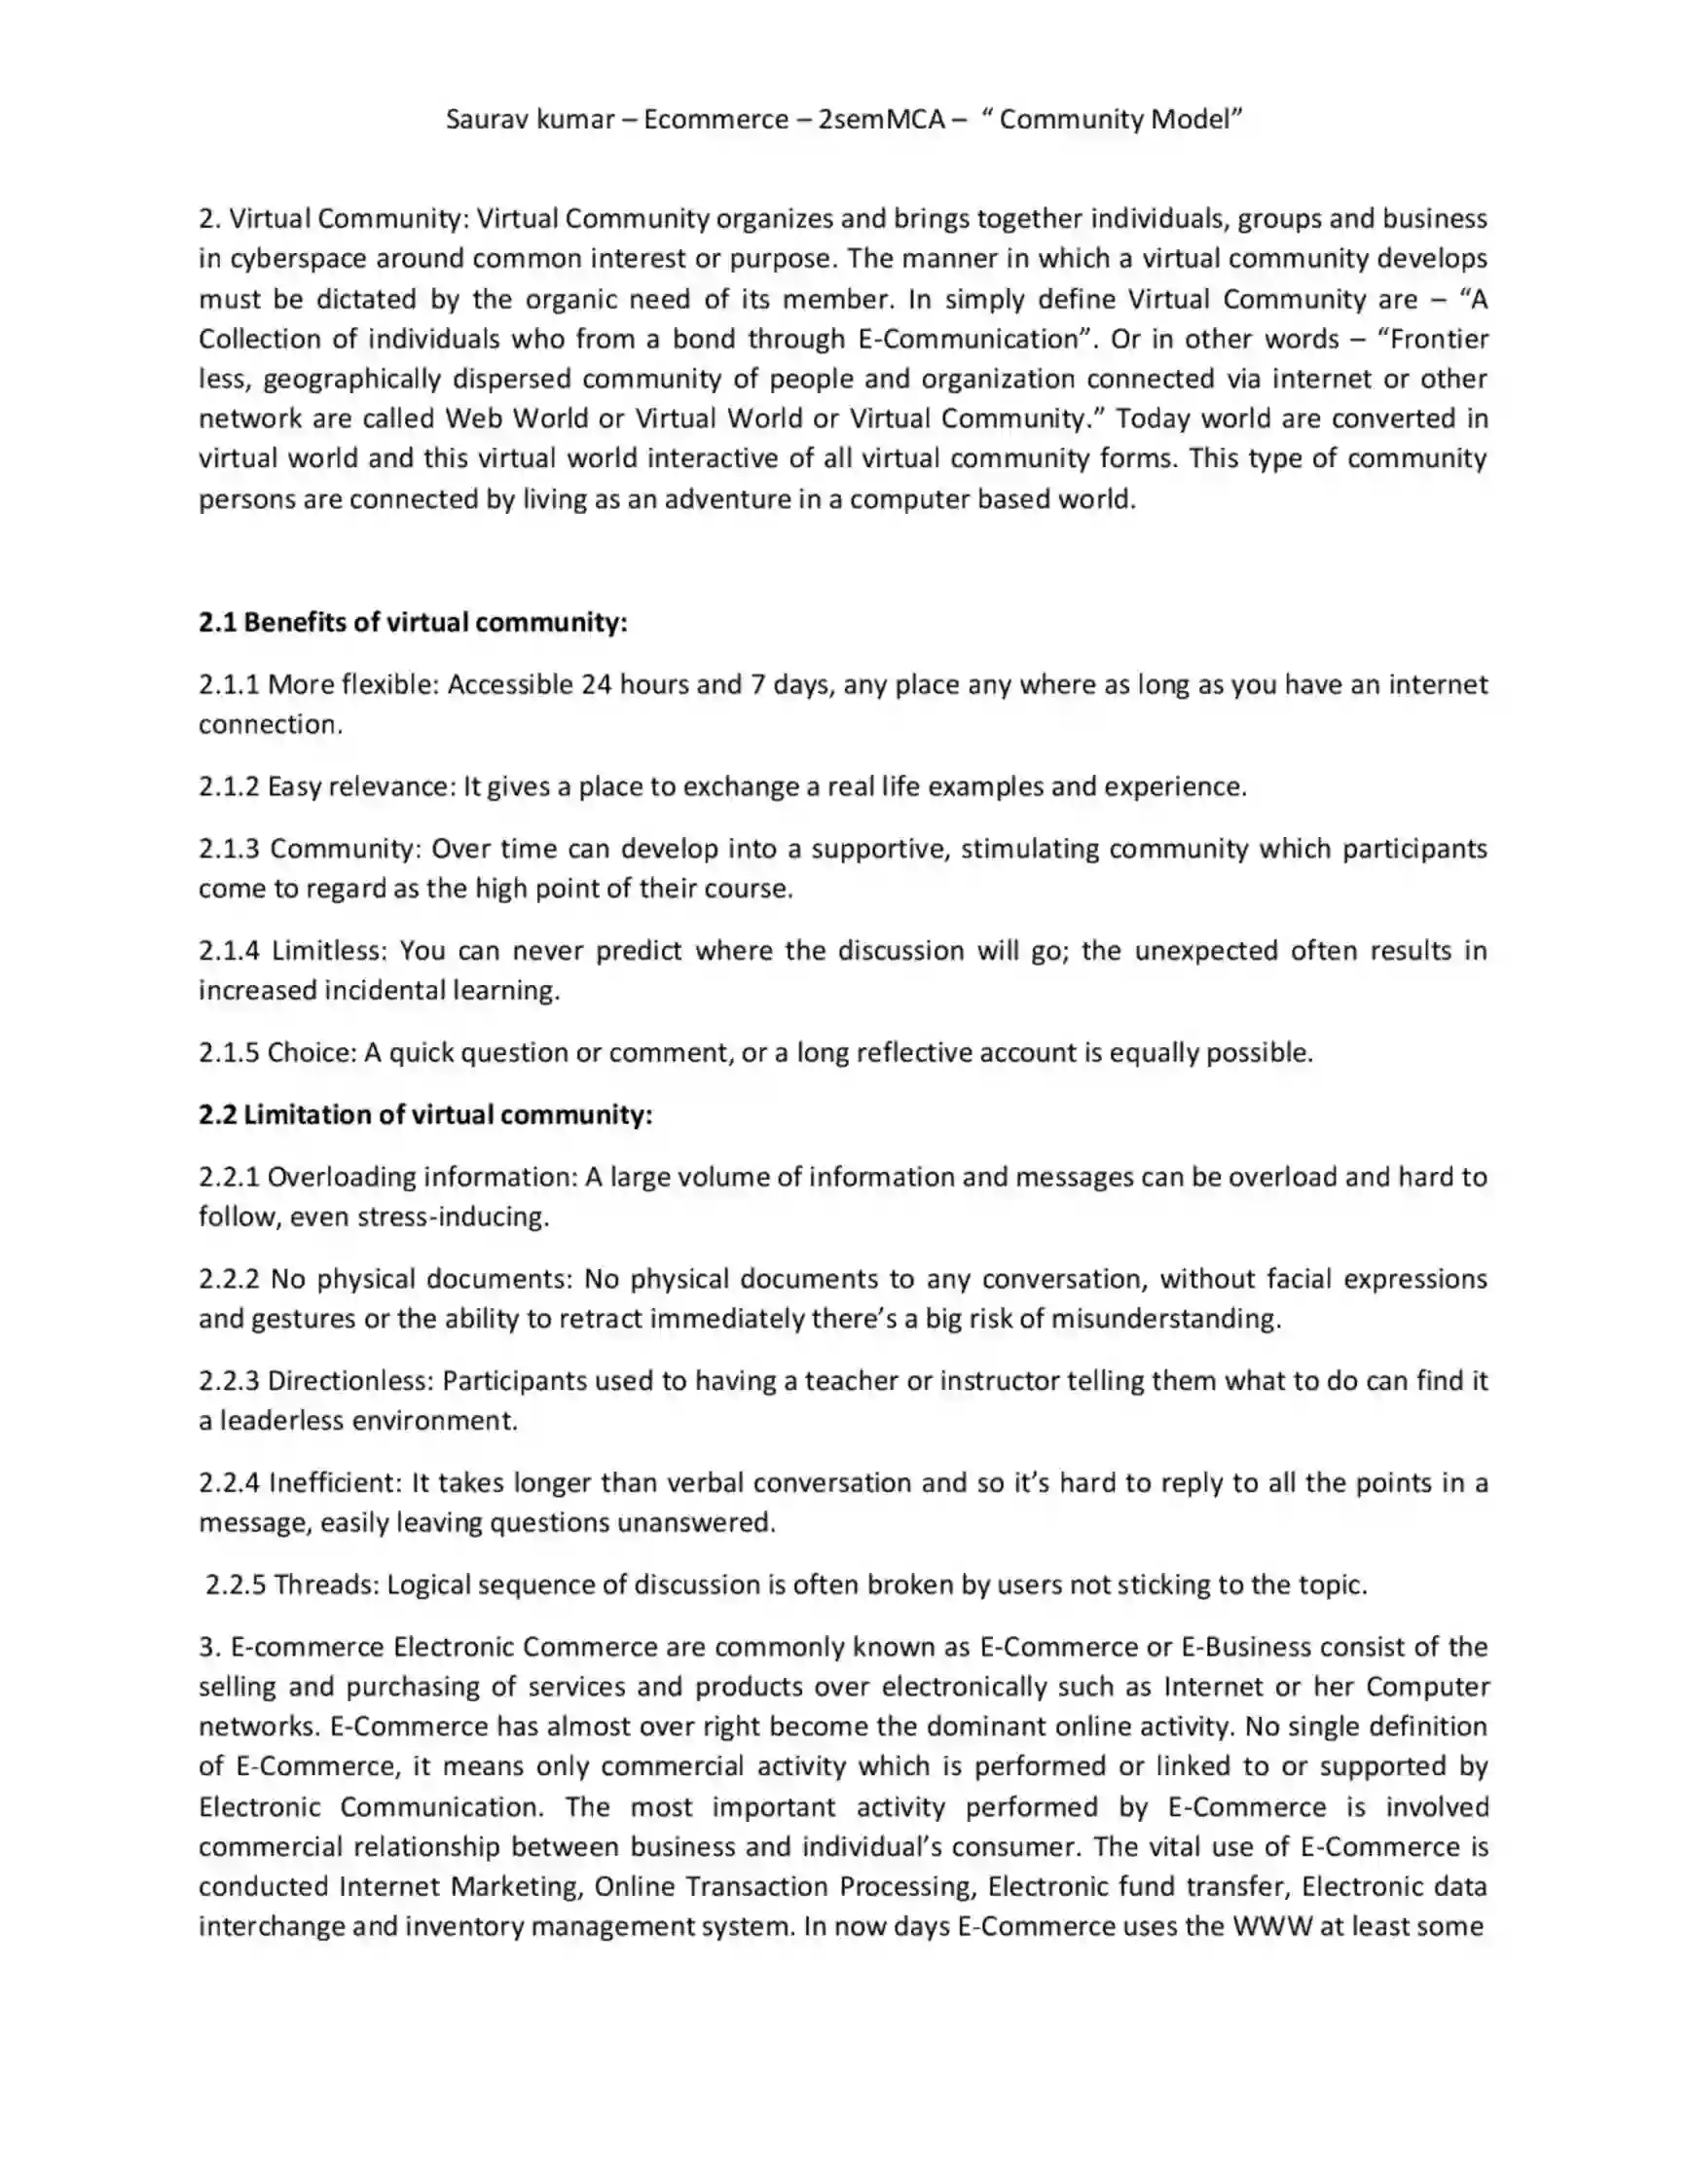 Saurav kumar – Ecommerce – 2semMCA – “ Community Model”
2. Virtual Community: Virtual Community organizes and brings together individuals, groups and business
in cyberspace around common interest or purpose. The manner in which a virtual community develops
must be dictated by the organic need of its member. In simply define Virtual Community are – “A
Collection of individuals who from a bond through E-Communication”. Or in other words – “Frontier
less, geographically dispersed community of people and organization connected via internet or other
network are called Web World or Virtual World or Virtual Community.” Today world are converted in
virtual world and this virtual world interactive of all virtual community forms. This type of community
persons are connected by living as an adventure in a computer based world.
2.1 Benefits of virtual community:
2.1.1 More flexible: Accessible 24 hours and 7 days, any place any where as long as you have an internet
connection.
2.1.2 Easy relevance: It gives a place to exchange a real life examples and experience.
2.1.3 Community: Over time can develop into a supportive, stimulating community which participants
come to regard as the high point of their course.
2.1.4 Limitless: You can never predict where the discussion will go; the unexpected often results in
increased incidental learning.
2.1.5 Choice: A quick question or comment, or a long reflective account is equally possible.
2.2 Limitation of virtual community:
2.2.1 Overloading information: A large volume of information and messages can be overload and hard to
follow, even stress-inducing.
2.2.2 No physical documents: No physical documents to any conversation, without facial expressions
and gestures or the ability to retract immediately there’s a big risk of misunderstanding.
2.2.3 Directionless: Participants used to having a teacher or instructor telling them what to do can find it
a leaderless environment.
2.2.4 Inefficient: It takes longer than verbal conversation and so it’s hard to reply to all the points in a
message, easily leaving questions unanswered.
2.2.5 Threads: Logical sequence of discussion is often broken by users not sticking to the topic.
3. E-commerce Electronic Commerce are commonly known as E-Commerce or E-Business consist of the
selling and purchasing of services and products over electronically such as Internet or her Computer
networks. E-Commerce has almost over right become the dominant online activity. No single definition
of E-Commerce, it means only commercial activity which is performed or linked to or supported by
Electronic Communication. The most important activity performed by E-Commerce is involved
commercial relationship between business and individual’s consumer. The vital use of E-Commerce is
conducted Internet Marketing, Online Transaction Processing, Electronic fund transfer, Electronic data
interchange and inventory management system. In now days E-Commerce uses the WWW at least some